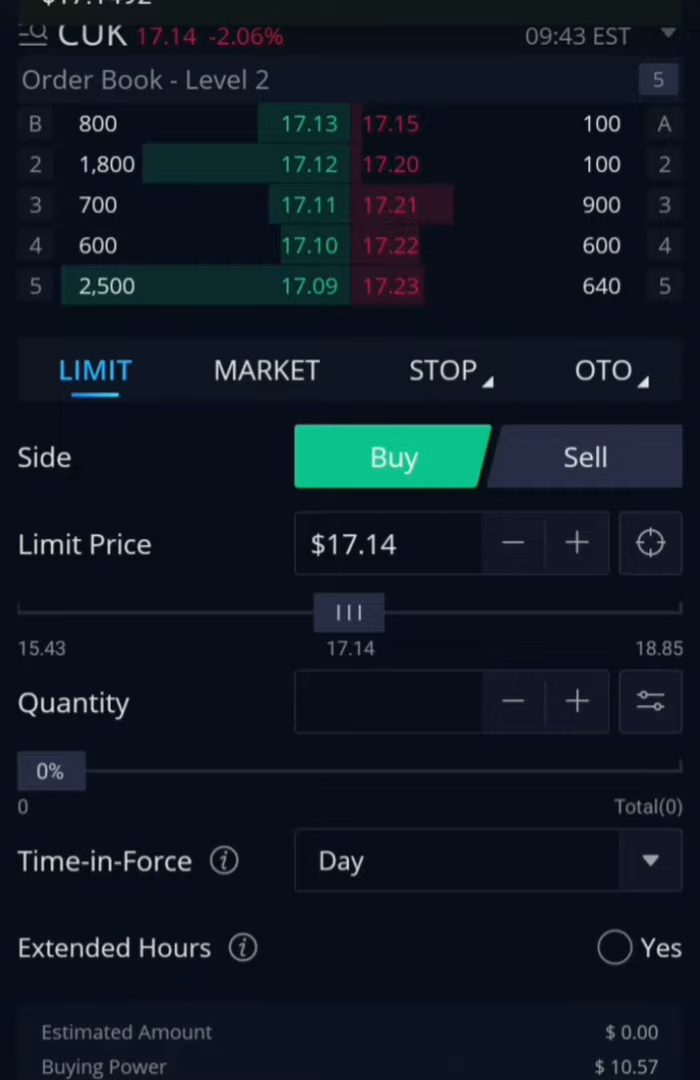 $17.1492
CUK 17.14 -2.06% 09:43 EST
Order Book - Level 2 5
B 800 17.13 17.15 100 A
2 1,800 17.12 17.20 100 2
3 700 17.11 17.21 900 3
4 600 17.10 17.22 600 4
5 2,500 17.09 17.23 640 5
LIMIT MARKET STOP OTO
Side Buy Sell
Limit Price $17.14
15.43 17.14 18.85
Quantity
0%
0 Total(0)
Time-in-Force Day
Extended Hours Yes
Estimated Amount $ 0.00
Buying Power $ 10.57